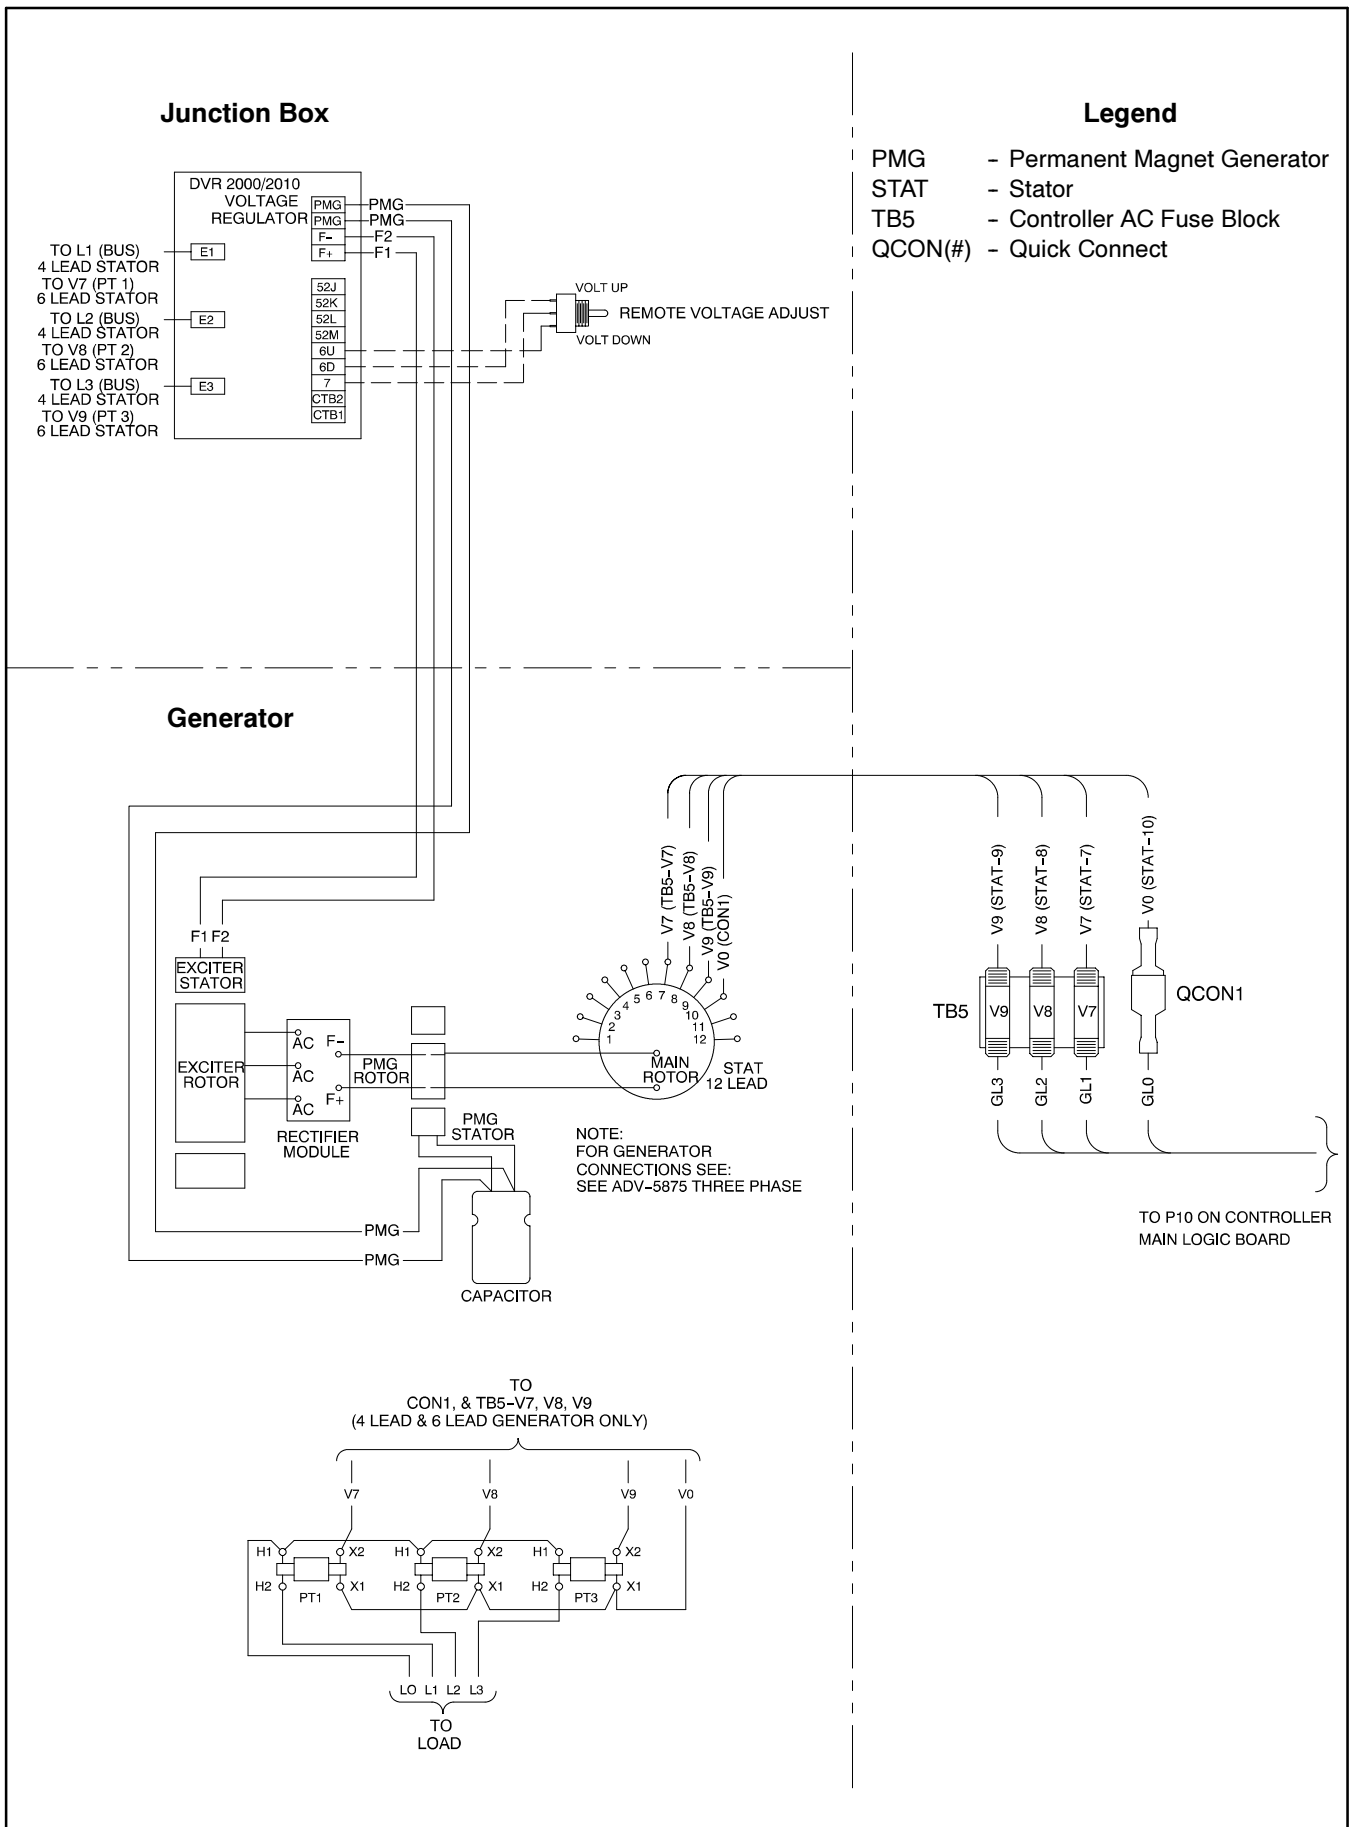 Junction Box
DVR 2000/2010
VOLTAGE
REGULATOR
PMG
PMG
F-
F+
PMG
PMG
F2
F1
TO L1 (BUS)
4 LEAD STATOR
TO V7 (PT 1)
6 LEAD STATOR
TO L2 (BUS)
4 LEAD STATOR
TO V8 (PT 2)
6 LEAD STATOR
TO L3 (BUS)
4 LEAD STATOR
TO V9 (PT 3)
6 LEAD STATOR
E1
E2
E3
52J
52K
52L
52M
6U
6D
7
CTB2
CTB1
VOLT UP
REMOTE VOLTAGE ADJUST
VOLT DOWN
Legend
PMG - Permanent Magnet Generator
STAT - Stator
TB5 - Controller AC Fuse Block
QCON(#) - Quick Connect
Generator
F1 F2
EXCITER
STATOR
EXCITER
ROTOR
AC
AC
AC
F-
F+
RECTIFIER
MODULE
PMG
ROTOR
PMG
STATOR
PMG
PMG
CAPACITOR
V7 (TB5-V7)
V8 (TB5-V8)
V9 (TB5-V9)
V0 (CON1)
1
2
3
4
5
6
7
8
9
10
11
12
MAIN
ROTOR
STAT
12 LEAD
NOTE:
FOR GENERATOR
CONNECTIONS SEE:
SEE ADV-5875 THREE PHASE
V9 (STAT-9)
V8 (STAT-8)
V7 (STAT-7)
V0 (STAT-10)
TB5
V9
V8
V7
QCON1
GL3
GL2
GL1
GL0
TO P10 ON CONTROLLER
MAIN LOGIC BOARD
TO
CON1, & TB5-V7, V8, V9
(4 LEAD & 6 LEAD GENERATOR ONLY)
V7
V8
V9
V0
H1
X2
H1
X2
H1
X2
H2
PT1
X1
H2
PT2
X1
H2
PT3
X1
LO L1 L2 L3
TO
LOAD